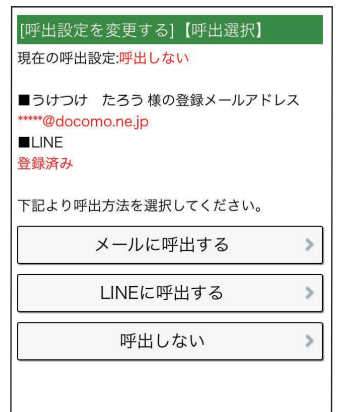 [呼出設定を変更する]【呼出選択】
現在の呼出設定:呼出しない
■うけつけ　たろう 様の登録メールアドレス
*****@docomo.ne.jp
■LINE
登録済み
下記より呼出方法を選択してください。
メールに呼出する
LINEに呼出する
呼出しない